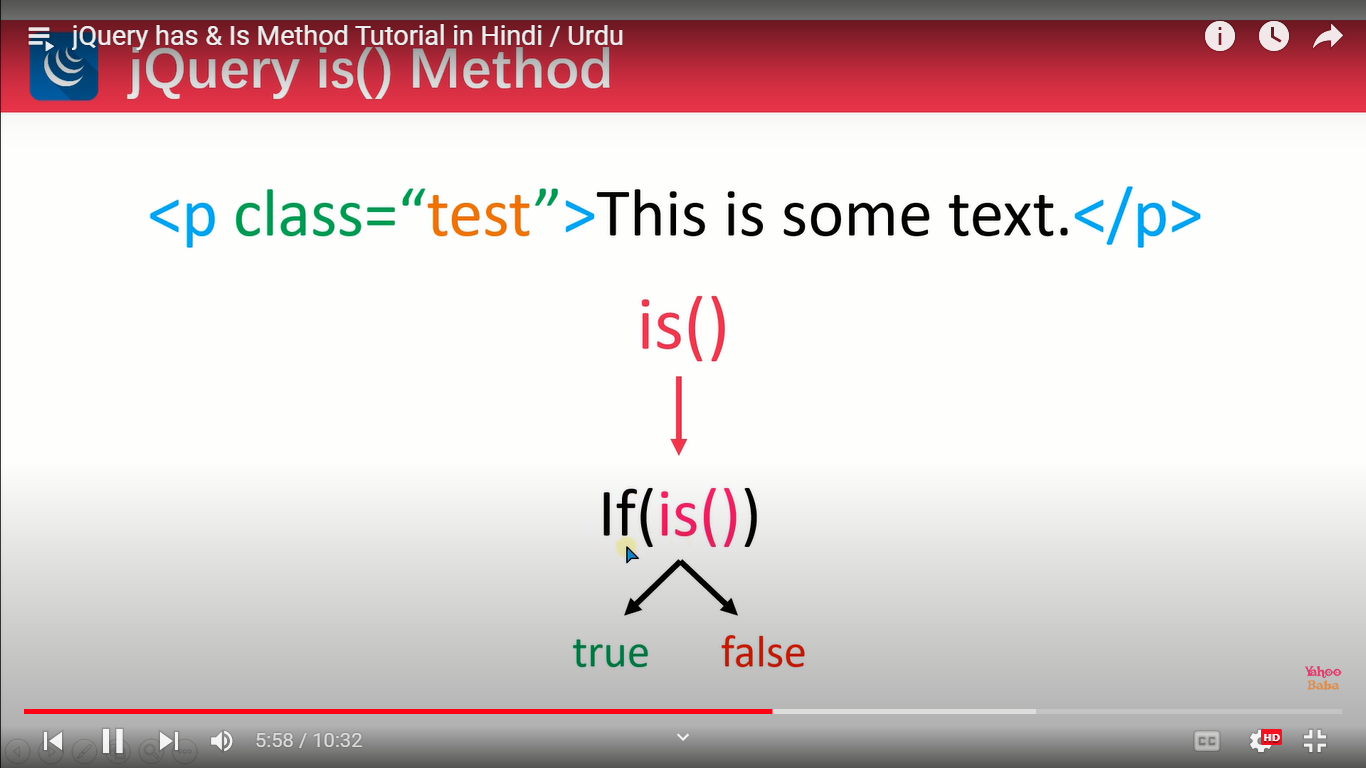 jQuery has & Is Method Tutorial in Hindi / Urdu
jQuery is() Method
<p class=“test”>This is some text.</p>
is()
If(is())
true false
Yahoo
Baba
5:58 / 10:32
CC
HD